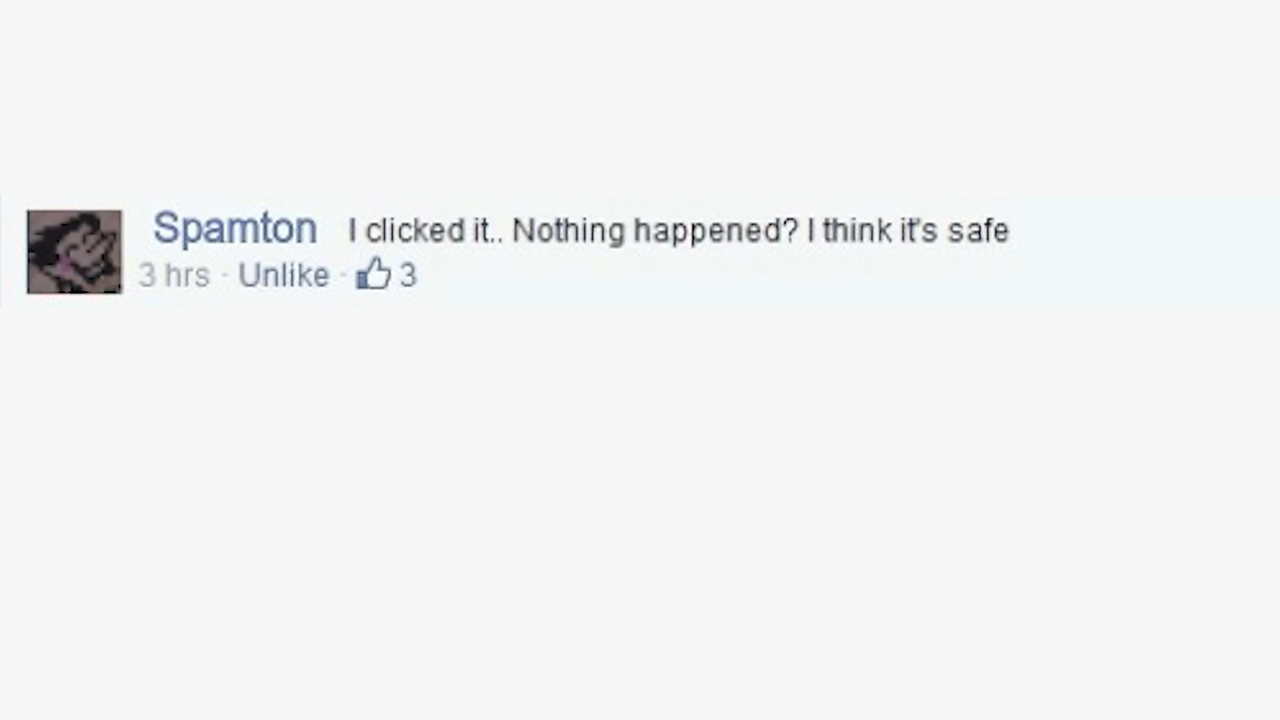 Spamton I clicked it.. Nothing happened? I think it's safe
3 hrs · Unlike · 3